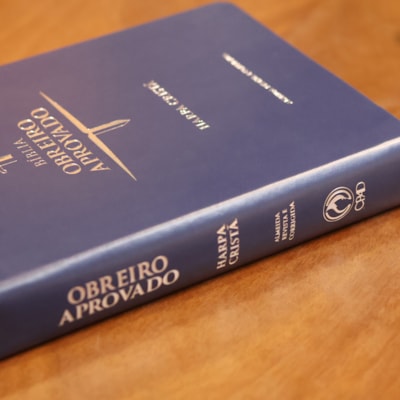 BÍBLIA
OBREIRO
APROVADO
HARPA CRISTÃ
OBREIRO
APROVADO
HARPA
CRISTÃ
ALMEIDA
REVISTA E
CORRIGIDA
CPAD